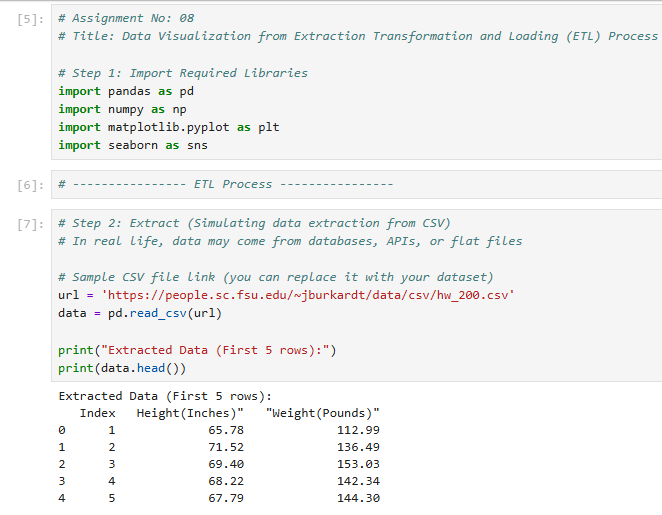 [5]: # Assignment No: 08
# Title: Data Visualization from Extraction Transformation and Loading (ETL) Process
# Step 1: Import Required Libraries
import pandas as pd
import numpy as np
import matplotlib.pyplot as plt
import seaborn as sns
[6]: # ---------------- ETL Process ----------------
[7]: # Step 2: Extract (Simulating data extraction from CSV)
# In real life, data may come from databases, APIs, or flat files
# Sample CSV file link (you can replace it with your dataset)
url = 'https://people.sc.fsu.edu/~jburkardt/data/csv/hw_200.csv'
data = pd.read_csv(url)
print("Extracted Data (First 5 rows):")
print(data.head())
Extracted Data (First 5 rows):
Index Height(Inches)" "Weight(Pounds)"
0 1 65.78 112.99
1 2 71.52 136.49
2 3 69.40 153.03
3 4 68.22 142.34
4 5 67.79 144.30